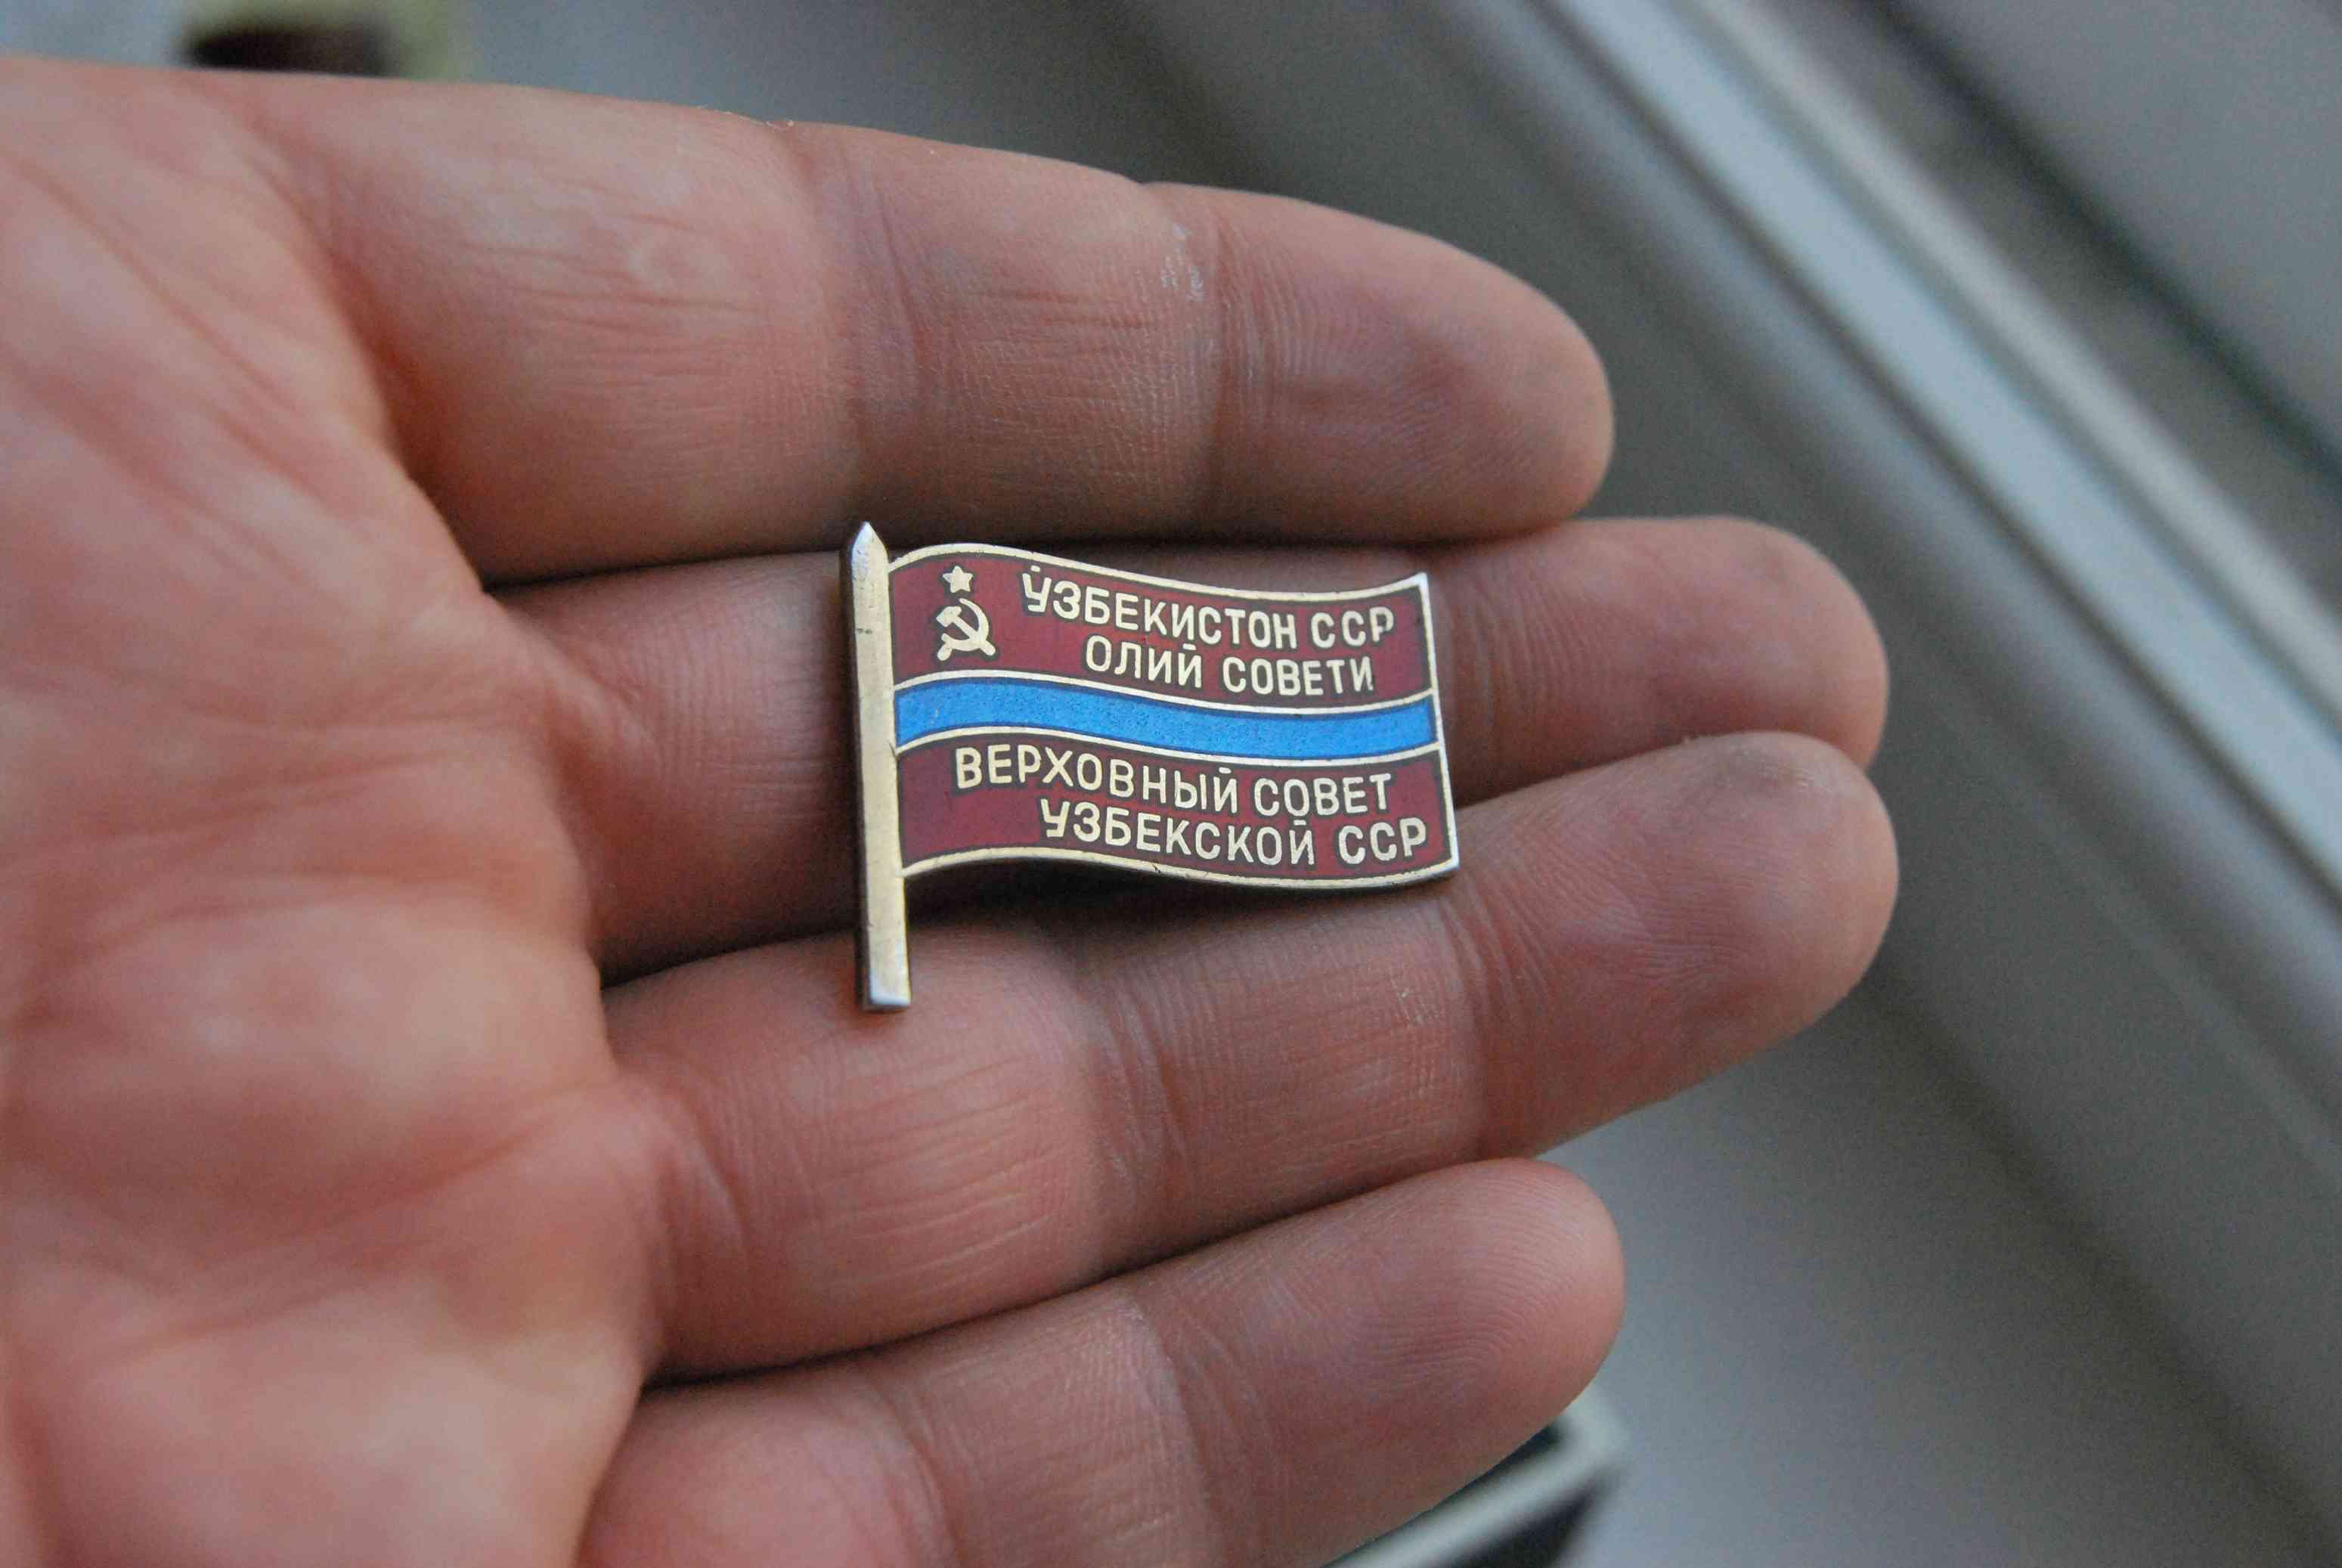 ЎЗБЕКИСТОН ССР
ОЛИЙ СОВЕТИ
ВЕРХОВНЫЙ СОВЕТ
УЗБЕКСКОЙ ССР